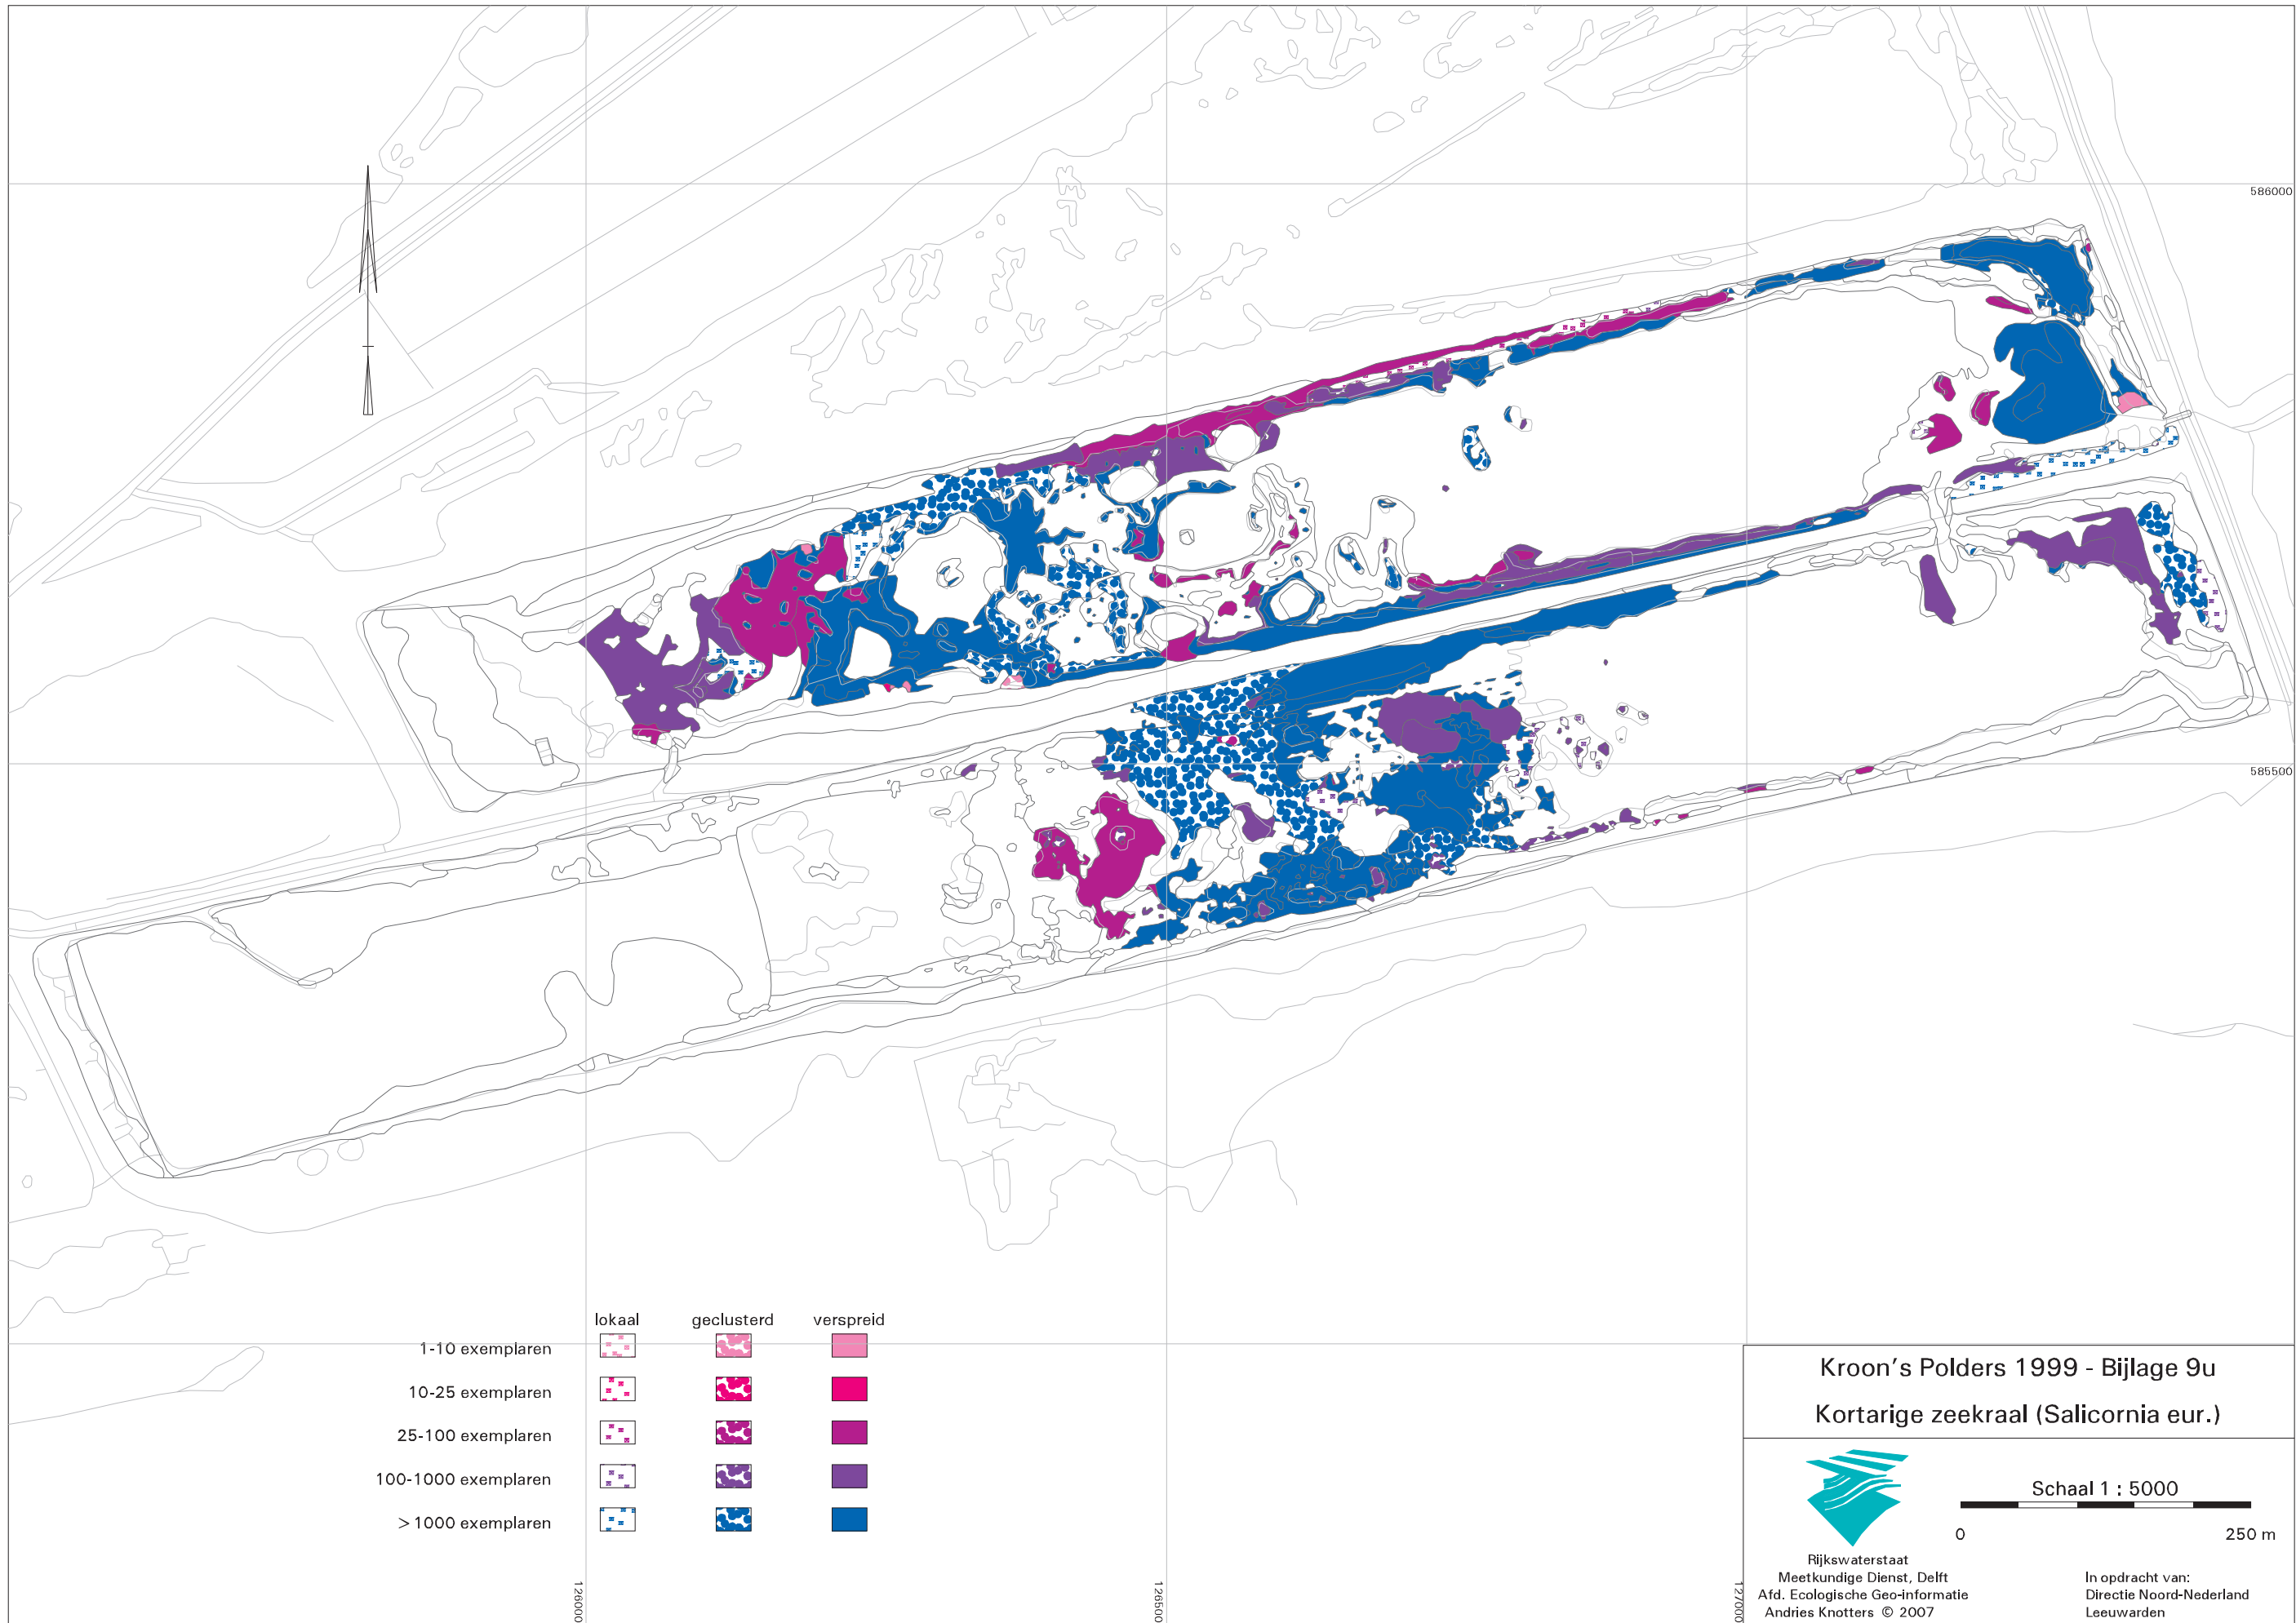 586000
585500
lokaal geclusterd verspreid
1-10 exemplaren
10-25 exemplaren
25-100 exemplaren
100-1000 exemplaren
>1000 exemplaren
126000
126500
127000
Kroon's Polders 1999 - Bijlage 9u
Kortarige zeekraal (Salicornia eur.)
Schaal 1 : 5000
0 250 m
Rijkswaterstaat
Meetkundige Dienst, Delft
Afd. Ecologische Geo-informatie
Andries Knotters © 2007
In opdracht van:
Directie Noord-Nederland
Leeuwarden